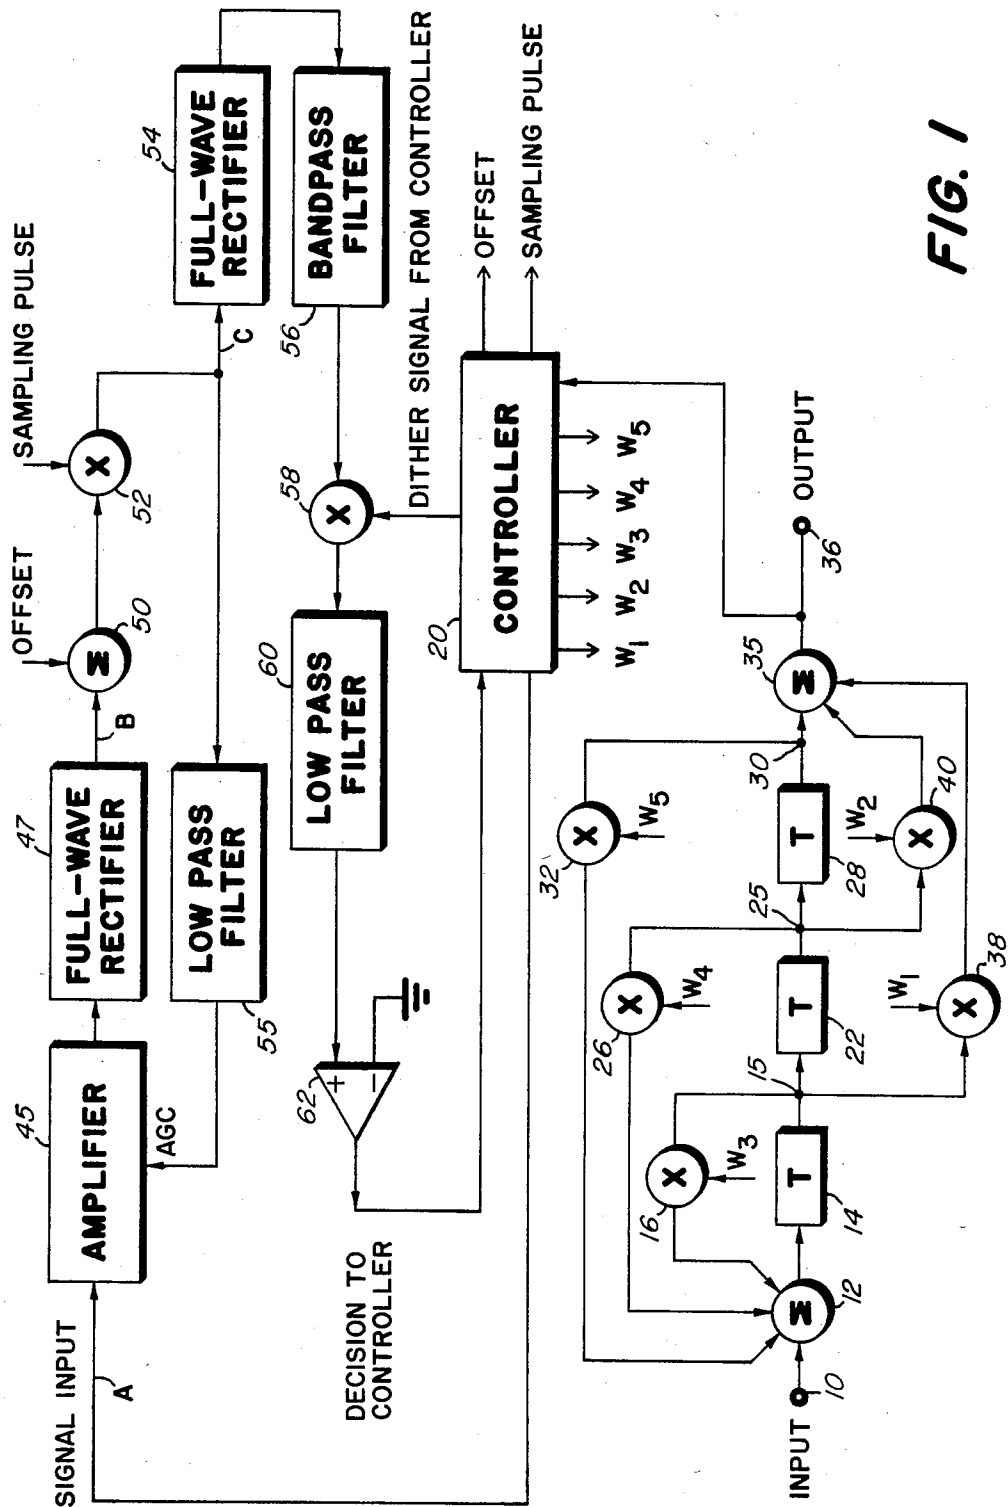 SIGNAL INPUT
A
45
AMPLIFIER
AGC
47
FULL-WAVE
RECTIFIER
B
OFFSET
Σ
50
SAMPLING PULSE
X
52
C
54
FULL-WAVE
RECTIFIER
55
LOW PASS
FILTER
56
BANDPASS
FILTER
58
X
60
LOW PASS
FILTER
62
+
-
DECISION TO
CONTROLLER
DITHER SIGNAL FROM CONTROLLER
20
CONTROLLER
OFFSET
SAMPLING PULSE
W1 W2 W3 W4 W5
INPUT
10
Σ
12
T
14
15
X
16
W3
T
22
25
X
26
W4
T
28
30
X
32
W5
Σ
35
36
OUTPUT
W1
X
38
W2
X
40
FIG. 1